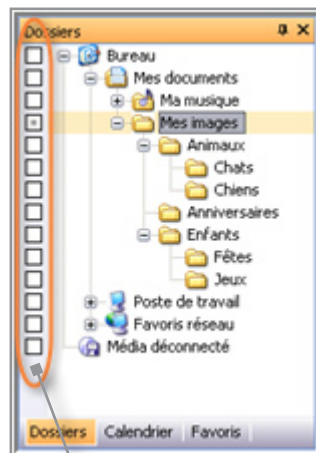 Dossiers
Bureau
Mes documents
Ma musique
Mes images
Animaux
Chats
Chiens
Anniversaires
Enfants
Fêtes
Jeux
Poste de travail
Favoris réseau
Média déconnecté
Dossiers Calendrier Favoris